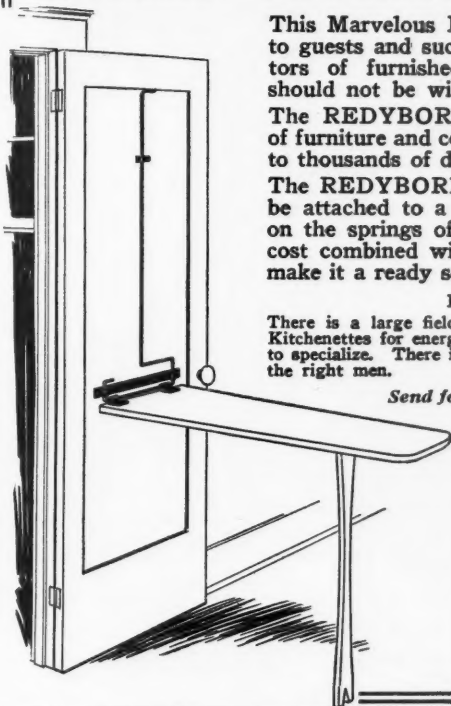 This Marvelous
to guests and suc
tors of furnishe
should not be wi
The REDYBOR
of furniture and co
to thousands of d
The REDYBOR
be attached to a
on the springs of
cost combined wi
make it a ready s
There is a large fiel
Kitchenettes for energ
to specialize. There i
the right men.
Send fo